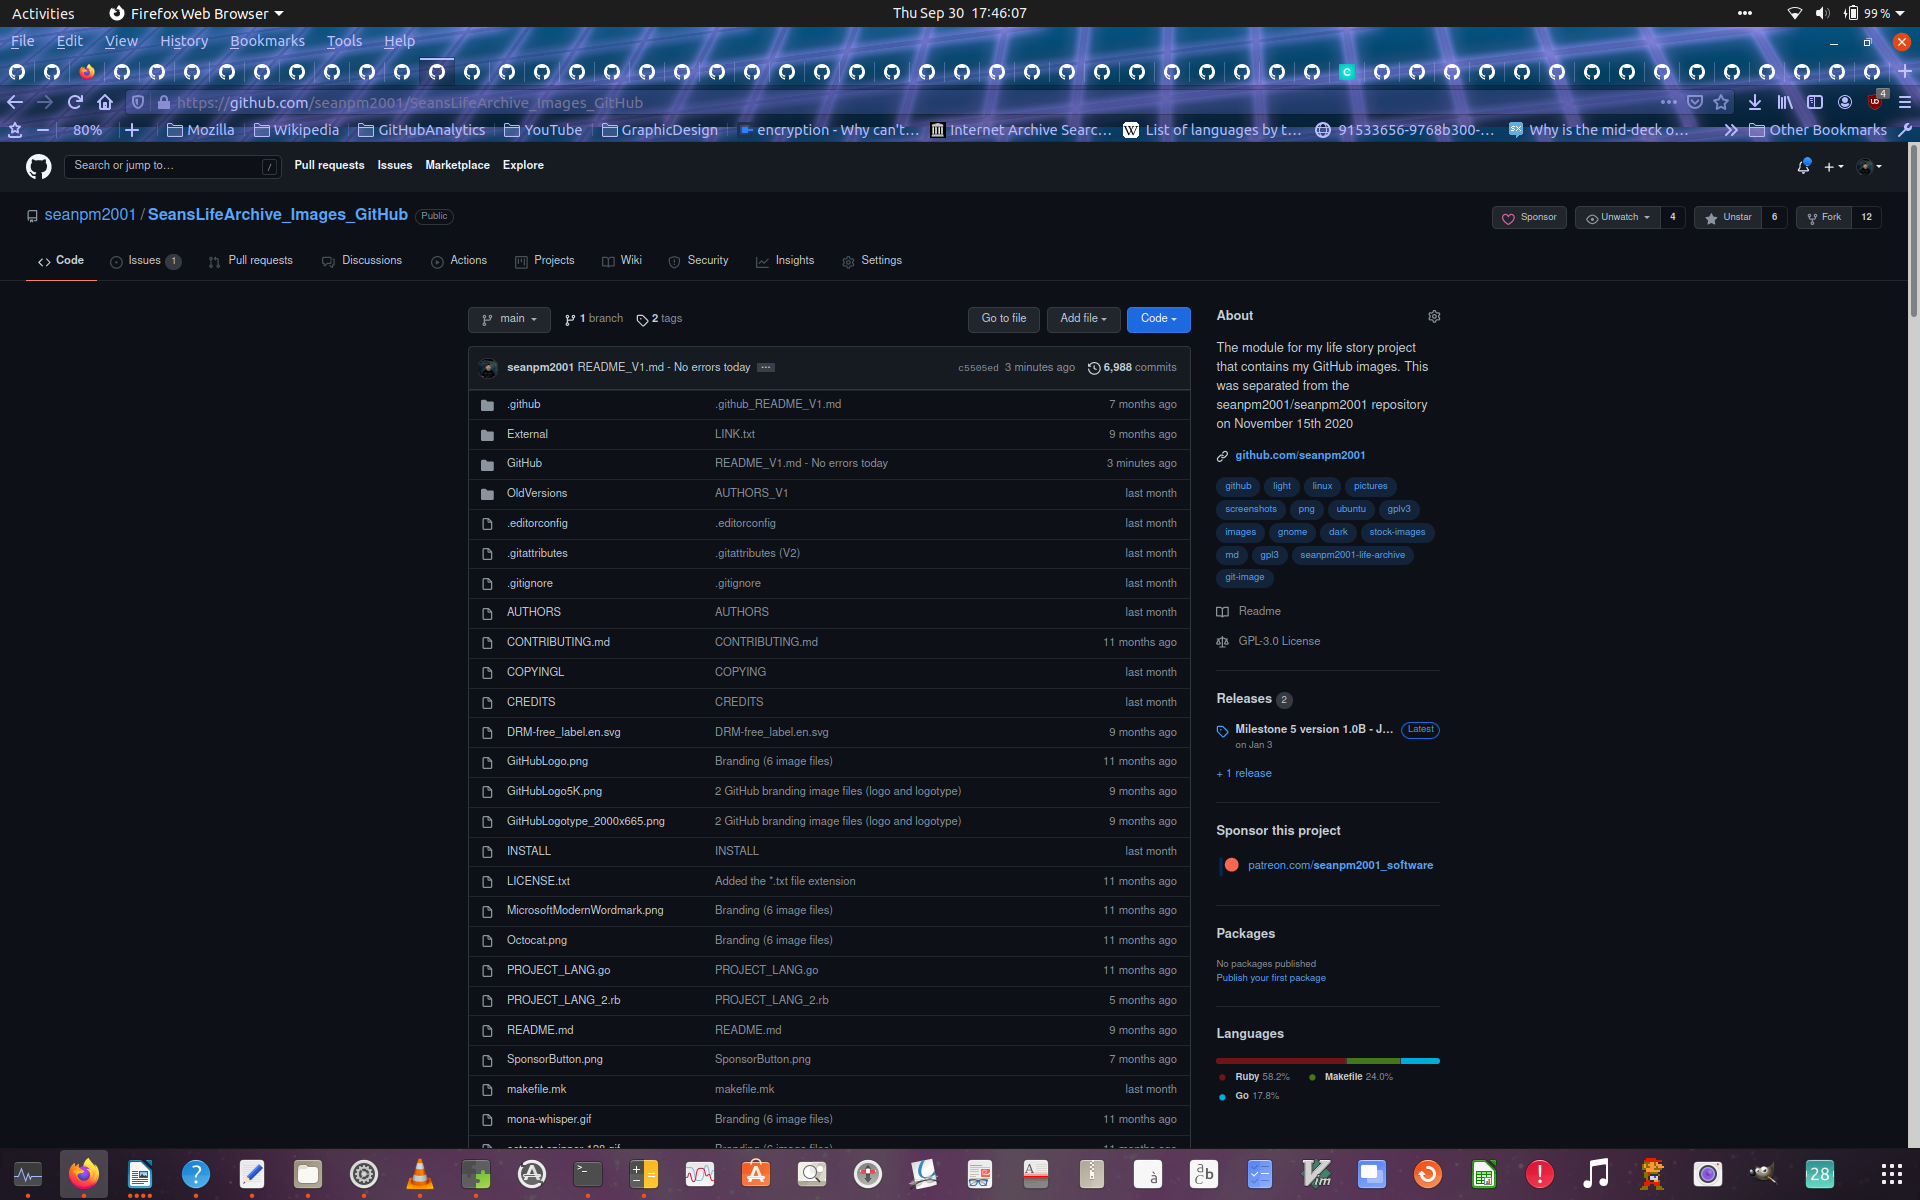 Activities
Firefox Web Browser
Thu Sep 30 17:46:07
99 %
File Edit View History Bookmarks Tools Help
https://github.com/seanpm2001/SeansLifeArchive_Images_GitHub
4
80%
Mozilla
Wikipedia
GitHubAnalytics
YouTube
GraphicDesign
encryption - Why can't…
Internet Archive Searc…
List of languages by t…
91533656-9768b300-…
Why is the mid-deck o…
Other Bookmarks
Search or jump to…
/
Pull requests Issues Marketplace Explore
seanpm2001 / SeansLifeArchive_Images_GitHub Public
Sponsor
Unwatch 4
Unstar 6
Fork 12
Code
Issues 1
Pull requests
Discussions
Actions
Projects
Wiki
Security
Insights
Settings
main
1 branch
2 tags
Go to file
Add file
Code
seanpm2001 README_V1.md - No errors today ... c5505ed 3 minutes ago 6,988 commits
.github .github_README_V1.md 7 months ago
External LINK.txt 9 months ago
GitHub README_V1.md - No errors today 3 minutes ago
OldVersions AUTHORS_V1 last month
.editorconfig .editorconfig last month
.gitattributes .gitattributes (V2) last month
.gitignore .gitignore last month
AUTHORS AUTHORS last month
CONTRIBUTING.md CONTRIBUTING.md 11 months ago
COPYINGL COPYING last month
CREDITS CREDITS last month
DRM-free_label.en.svg DRM-free_label.en.svg 9 months ago
GitHubLogo.png Branding (6 image files) 11 months ago
GitHubLogo5K.png 2 GitHub branding image files (logo and logotype) 9 months ago
GitHubLogotype_2000x665.png 2 GitHub branding image files (logo and logotype) 9 months ago
INSTALL INSTALL last month
LICENSE.txt Added the *.txt file extension 11 months ago
MicrosoftModernWordmark.png Branding (6 image files) 11 months ago
Octocat.png Branding (6 image files) 11 months ago
PROJECT_LANG.go PROJECT_LANG.go 11 months ago
PROJECT_LANG_2.rb PROJECT_LANG_2.rb 5 months ago
README.md README.md 9 months ago
SponsorButton.png SponsorButton.png 7 months ago
makefile.mk makefile.mk last month
mona-whisper.gif Branding (6 image files) 11 months ago
About
The module for my life story project
that contains my GitHub images. This
was separated from the
seanpm2001/seanpm2001 repository
on November 15th 2020
github.com/seanpm2001
github light linux pictures
screenshots png ubuntu gplv3
images gnome dark stock-images
md gpl3 seanpm2001-life-archive
git-image
Readme
GPL-3.0 License
Releases 2
Milestone 5 version 1.0B - J... Latest
on Jan 3
+ 1 release
Sponsor this project
patreon.com/seanpm2001_software
Packages
No packages published
Publish your first package
Languages
Ruby 58.2% Makefile 24.0%
Go 17.8%
28